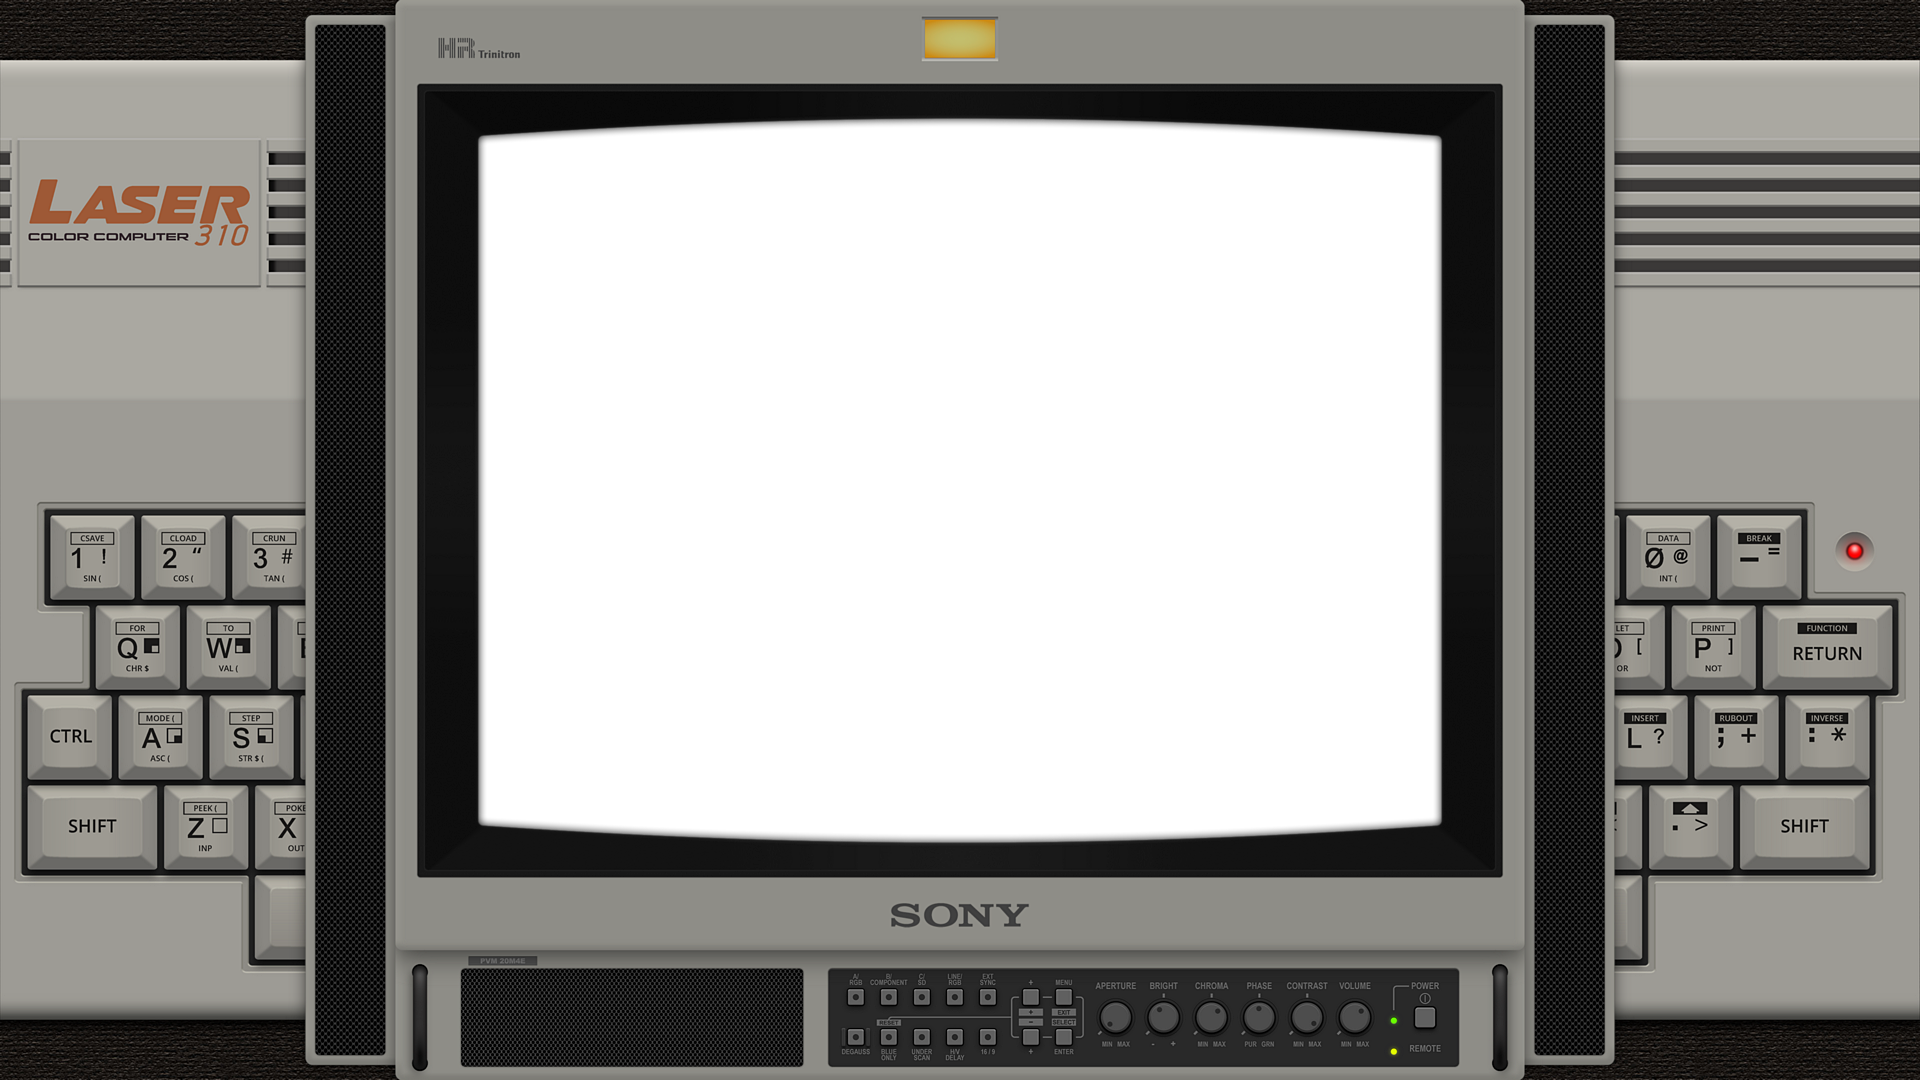 HR Trinitron
LASER
COLOR COMPUTER 310
CSAVE
1 !
SIN (
CLOAD
2 "
COS (
CRUN
3 #
TAN (
DATA
Ø @
INT (
BREAK
– =
FOR
Q
CHR $
TO
W
VAL (
LET
[
OR
PRINT
P ]
NOT
FUNCTION
RETURN
CTRL
MODE (
A
ASC (
STEP
S
STR $ (
INSERT
L ?
RUBOUT
; +
INVERSE
: *
SHIFT
PEEK (
Z
INP
POKE
X
OUT
. >
SHIFT
SONY
PVM 20M4E
A/
RGB
B/
COMPONENT
C/
SD
LINE/
RGB
EXT
SYNC
+
MENU
APERTURE
BRIGHT
CHROMA
PHASE
CONTRAST
VOLUME
POWER
RESET
+
–
EXIT
SELECT
DEGAUSS
BLUE
ONLY
UNDER
SCAN
H/V
DELAY
16 / 9
+
ENTER
MIN MAX
- +
MIN MAX
PUR GRN
MIN MAX
MIN MAX
REMOTE